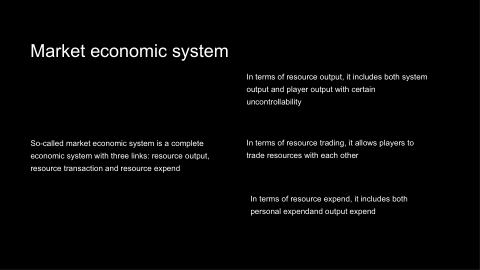 Market economic system
So-called market economic system is a complete
economic system with three links: resource output,
resource transaction and resource expend
In terms of resource output, it includes both system
output and player output with certain
uncontrollability
In terms of resource trading, it allows players to
trade resources with each other
In terms of resource expend, it includes both
personal expendand output expend